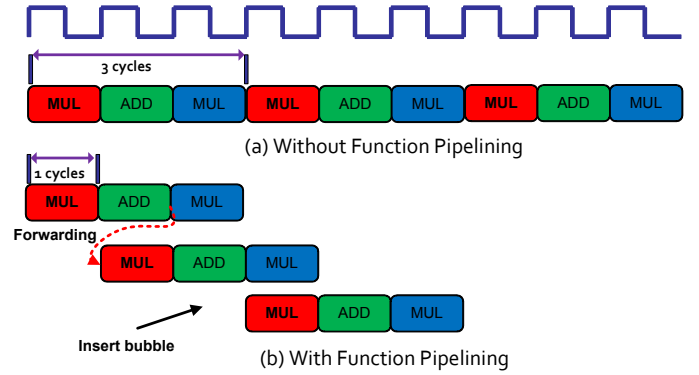 3 cycles
MUL ADD MUL MUL ADD MUL MUL ADD MUL
(a) Without Function Pipelining
1 cycles
MUL ADD MUL
Forwarding
MUL ADD MUL
MUL ADD MUL
Insert bubble
(b) With Function Pipelining